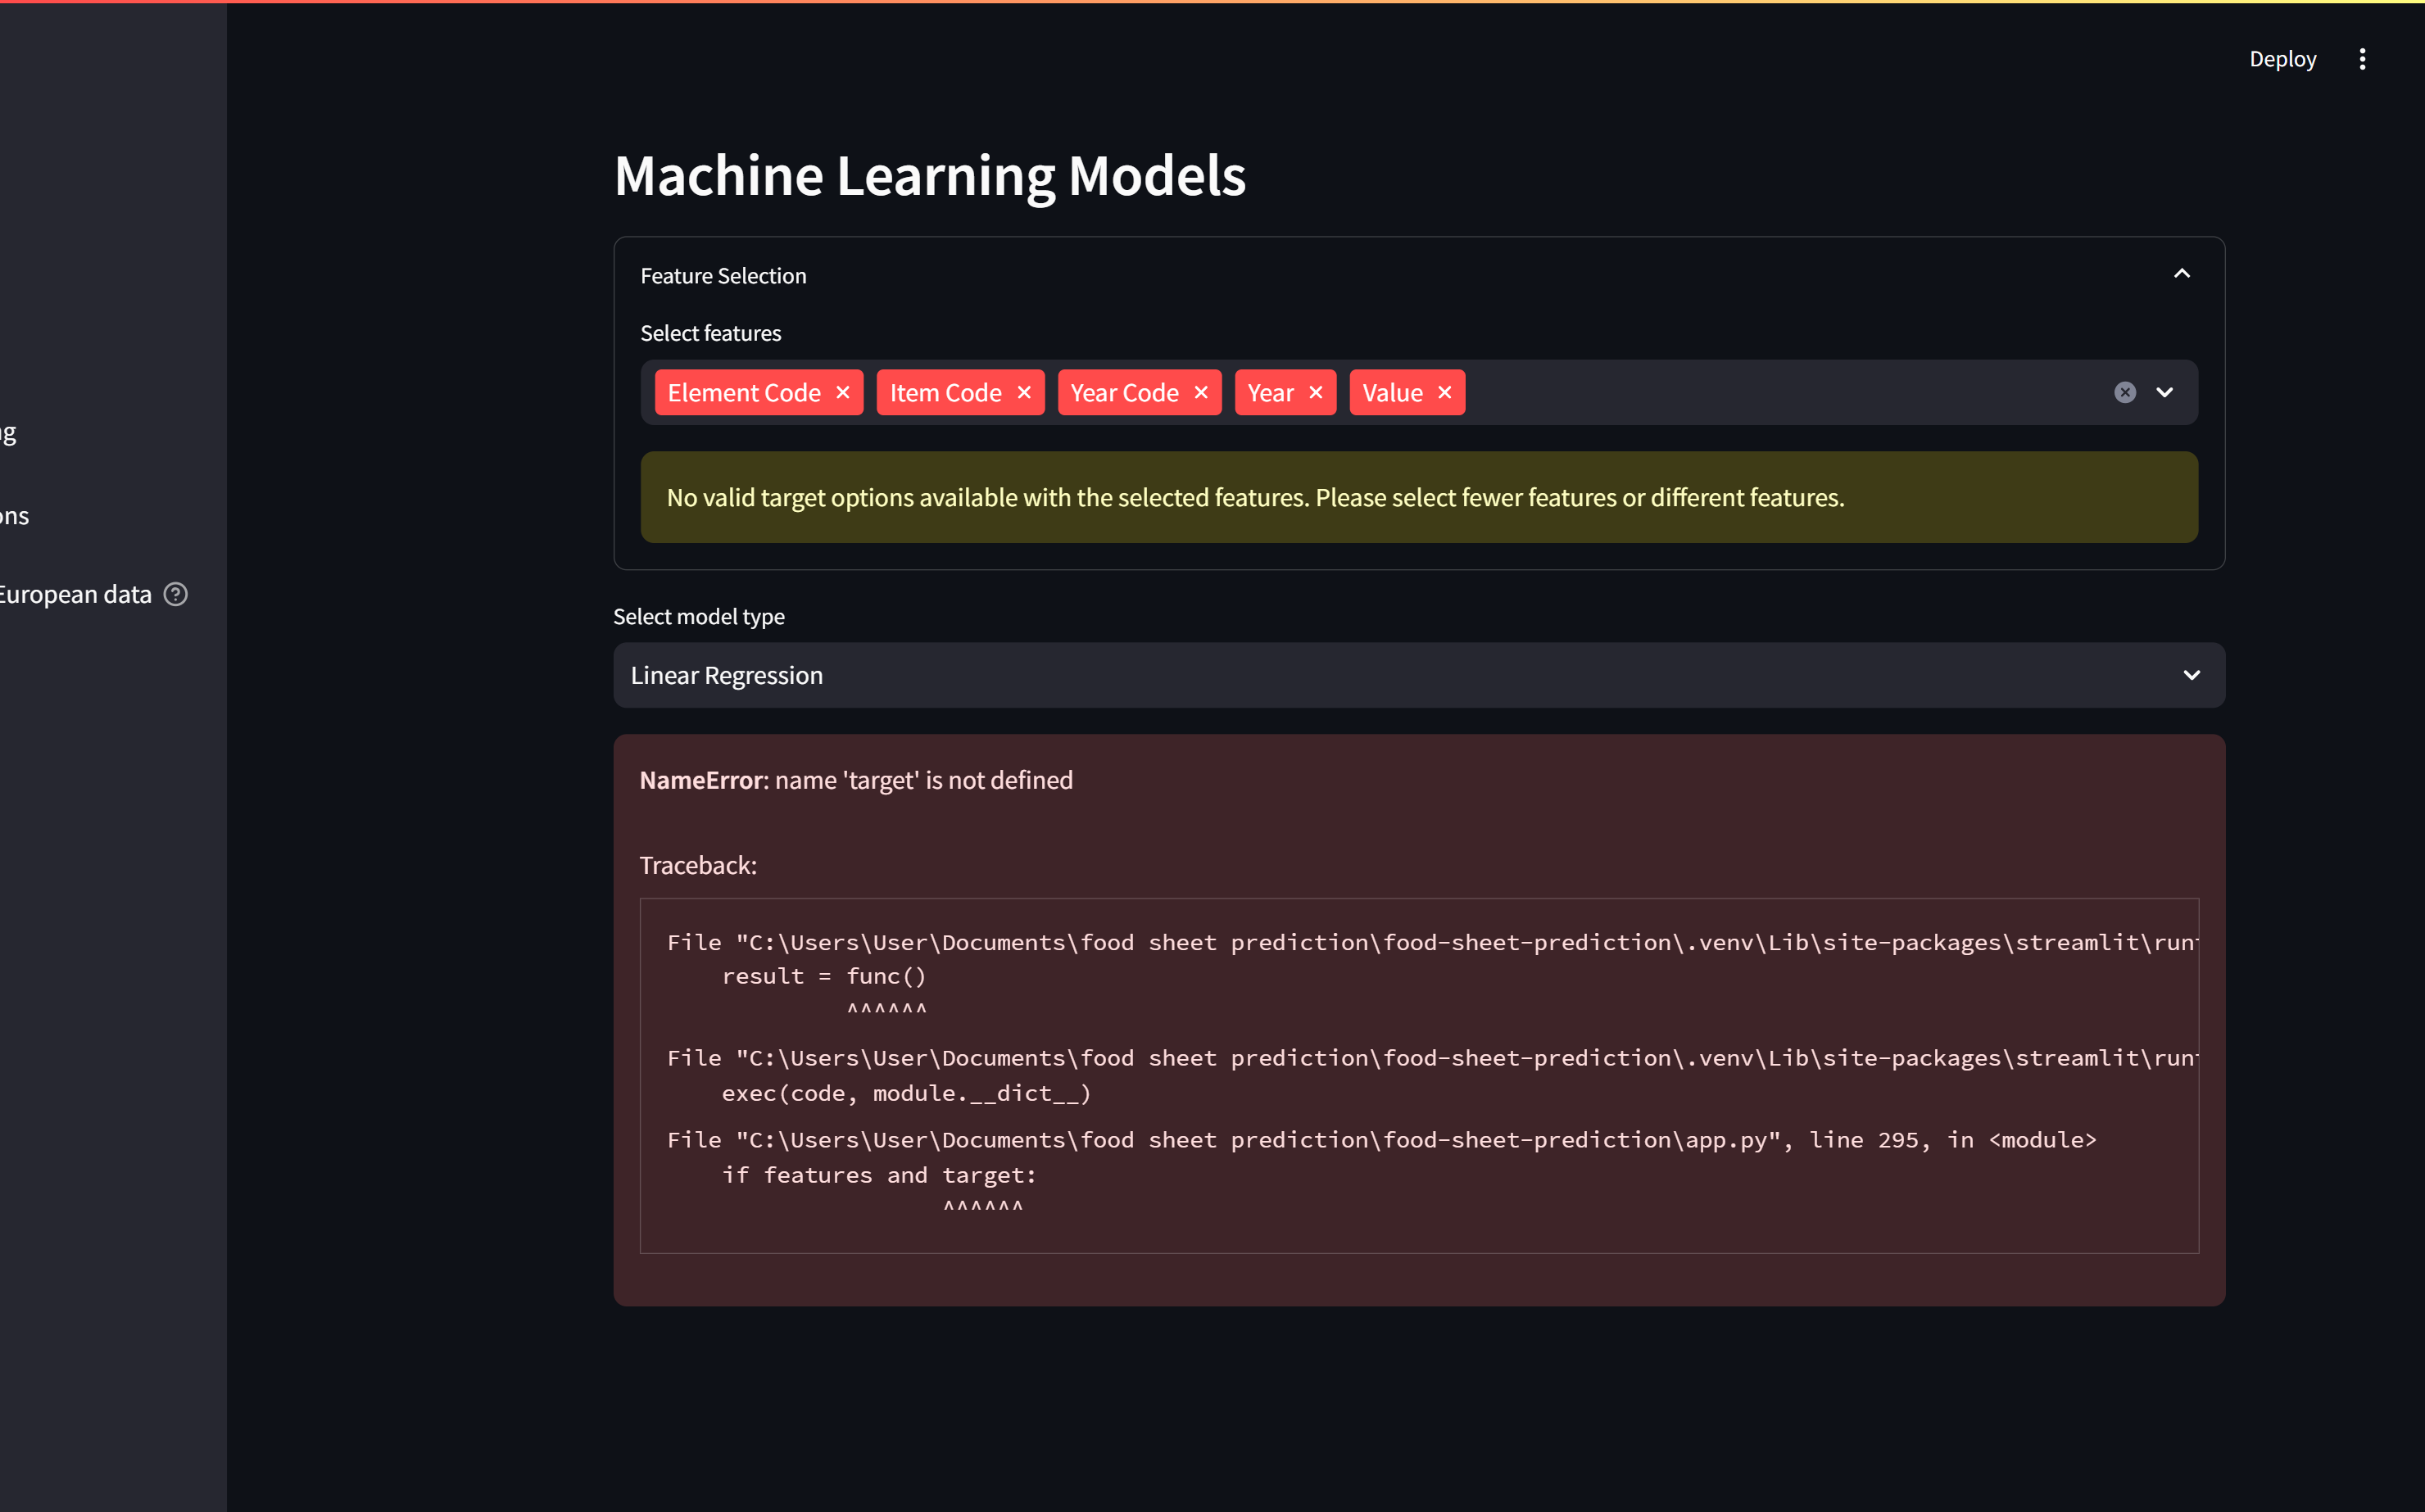 Deploy
Machine Learning Models
Feature Selection
Select features
Element Code
Item Code
Year Code
Year
Value
No valid target options available with the selected features. Please select fewer features or different features.
ng
ons
European data
Select model type
Linear Regression
NameError: name 'target' is not defined
Traceback:
File "C:\Users\User\Documents\food sheet prediction\food-sheet-prediction\.venv\Lib\site-packages\streamlit\run
result = func()
^^^^^^
File "C:\Users\User\Documents\food sheet prediction\food-sheet-prediction\.venv\Lib\site-packages\streamlit\run
exec(code, module.__dict__)
File "C:\Users\User\Documents\food sheet prediction\food-sheet-prediction\app.py", line 295, in <module>
if features and target:
^^^^^^